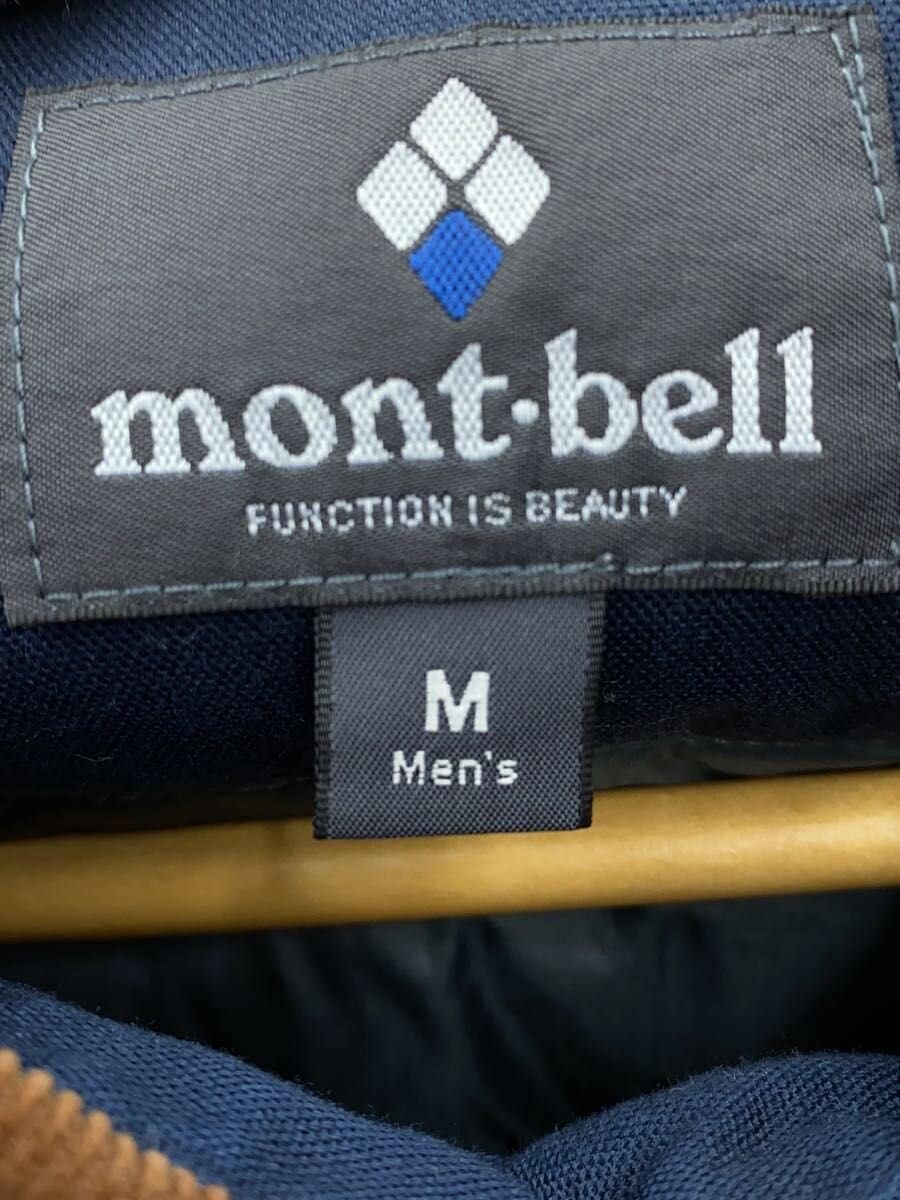 mont·bell
FUNCTION IS BEAUTY
M
Men's